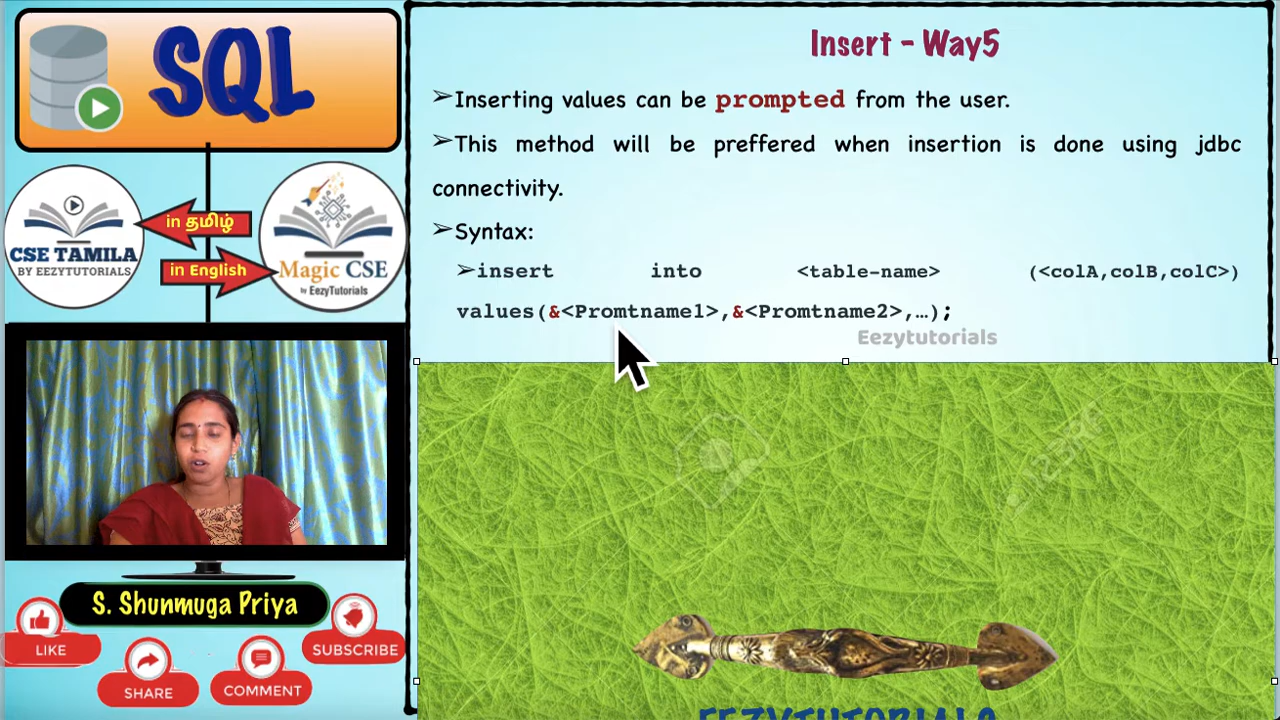 SQL
in தமிழ்
CSE TAMILA
BY EEZYTUTORIALS
in English
Magic CSE
by EezyTutorials
S. Shunmuga Priya
LIKE
SHARE
COMMENT
SUBSCRIBE
Insert - Way5
➢Inserting values can be prompted from the user.
➢This method will be preffered when insertion is done using jdbc
connectivity.
➢Syntax:
➢insert into <table-name> (<colA,colB,colC>)
values(&<Promtname1>,&<Promtname2>,…);
Eezytutorials
123RF
EEZYTUTORIALS